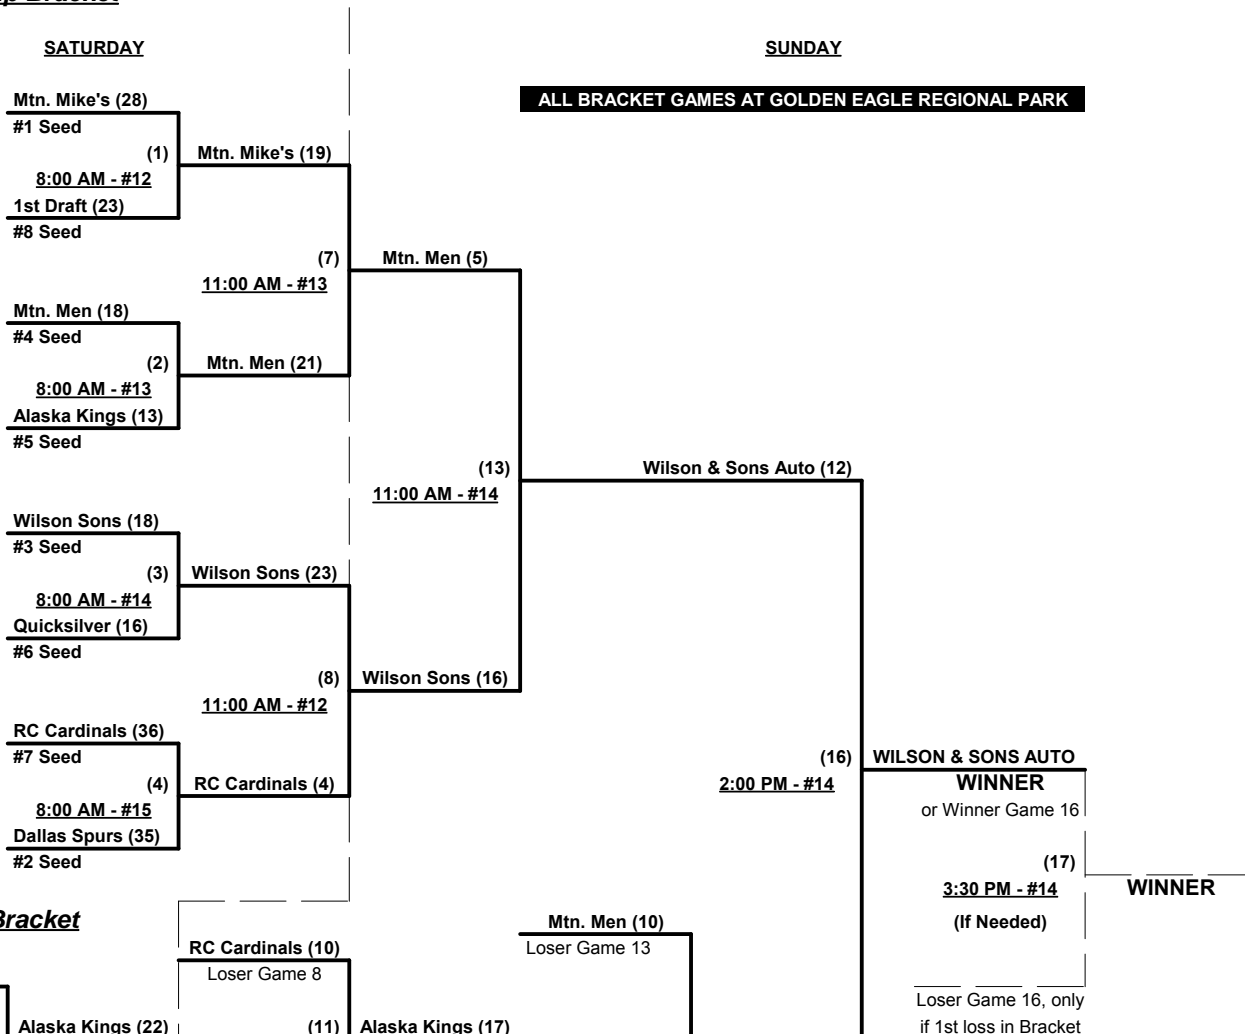 Bracket
SATURDAY
SUNDAY
ALL BRACKET GAMES AT GOLDEN EAGLE REGIONAL PARK
Mtn. Mike's (28)
#1 Seed
(1)
Mtn. Mike's (19)
8:00 AM - #12
1st Draft (23)
#8 Seed
(7)
Mtn. Men (5)
11:00 AM - #13
Mtn. Men (18)
#4 Seed
(2)
Mtn. Men (21)
8:00 AM - #13
Alaska Kings (13)
#5 Seed
(13)
Wilson & Sons Auto (12)
11:00 AM - #14
Wilson Sons (18)
#3 Seed
(3)
Wilson Sons (23)
8:00 AM - #14
Quicksilver (16)
#6 Seed
(8)
Wilson Sons (16)
11:00 AM - #12
RC Cardinals (36)
#7 Seed
(4)
RC Cardinals (4)
8:00 AM - #15
Dallas Spurs (35)
#2 Seed
(16)
WILSON & SONS AUTO
2:00 PM - #14
WINNER
or Winner Game 16
(17)
3:30 PM - #14
WINNER
(If Needed)
Bracket
Mtn. Men (10)
Loser Game 13
RC Cardinals (10)
Loser Game 8
Loser Game 16, only
if 1st loss in Bracket
Alaska Kings (22)
(11)
Alaska Kings (17)